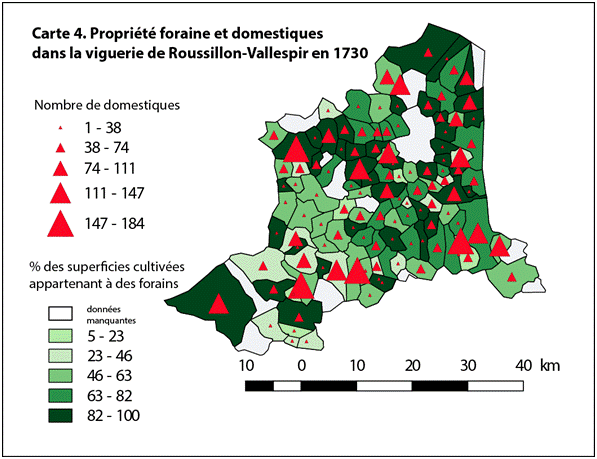 Carte 4. Propriété foraine et domestiques
dans la viguerie de Roussillon-Vallespir en 1730
Nombre de domestiques
1 - 38
38 - 74
74 - 111
111 - 147
147 - 184
% des superficies cultivées
appartenant à des forains
données
manquantes
5 - 23
23 - 46
46 - 63
63 - 82
82 - 100
10 0 10 20 30 40 km